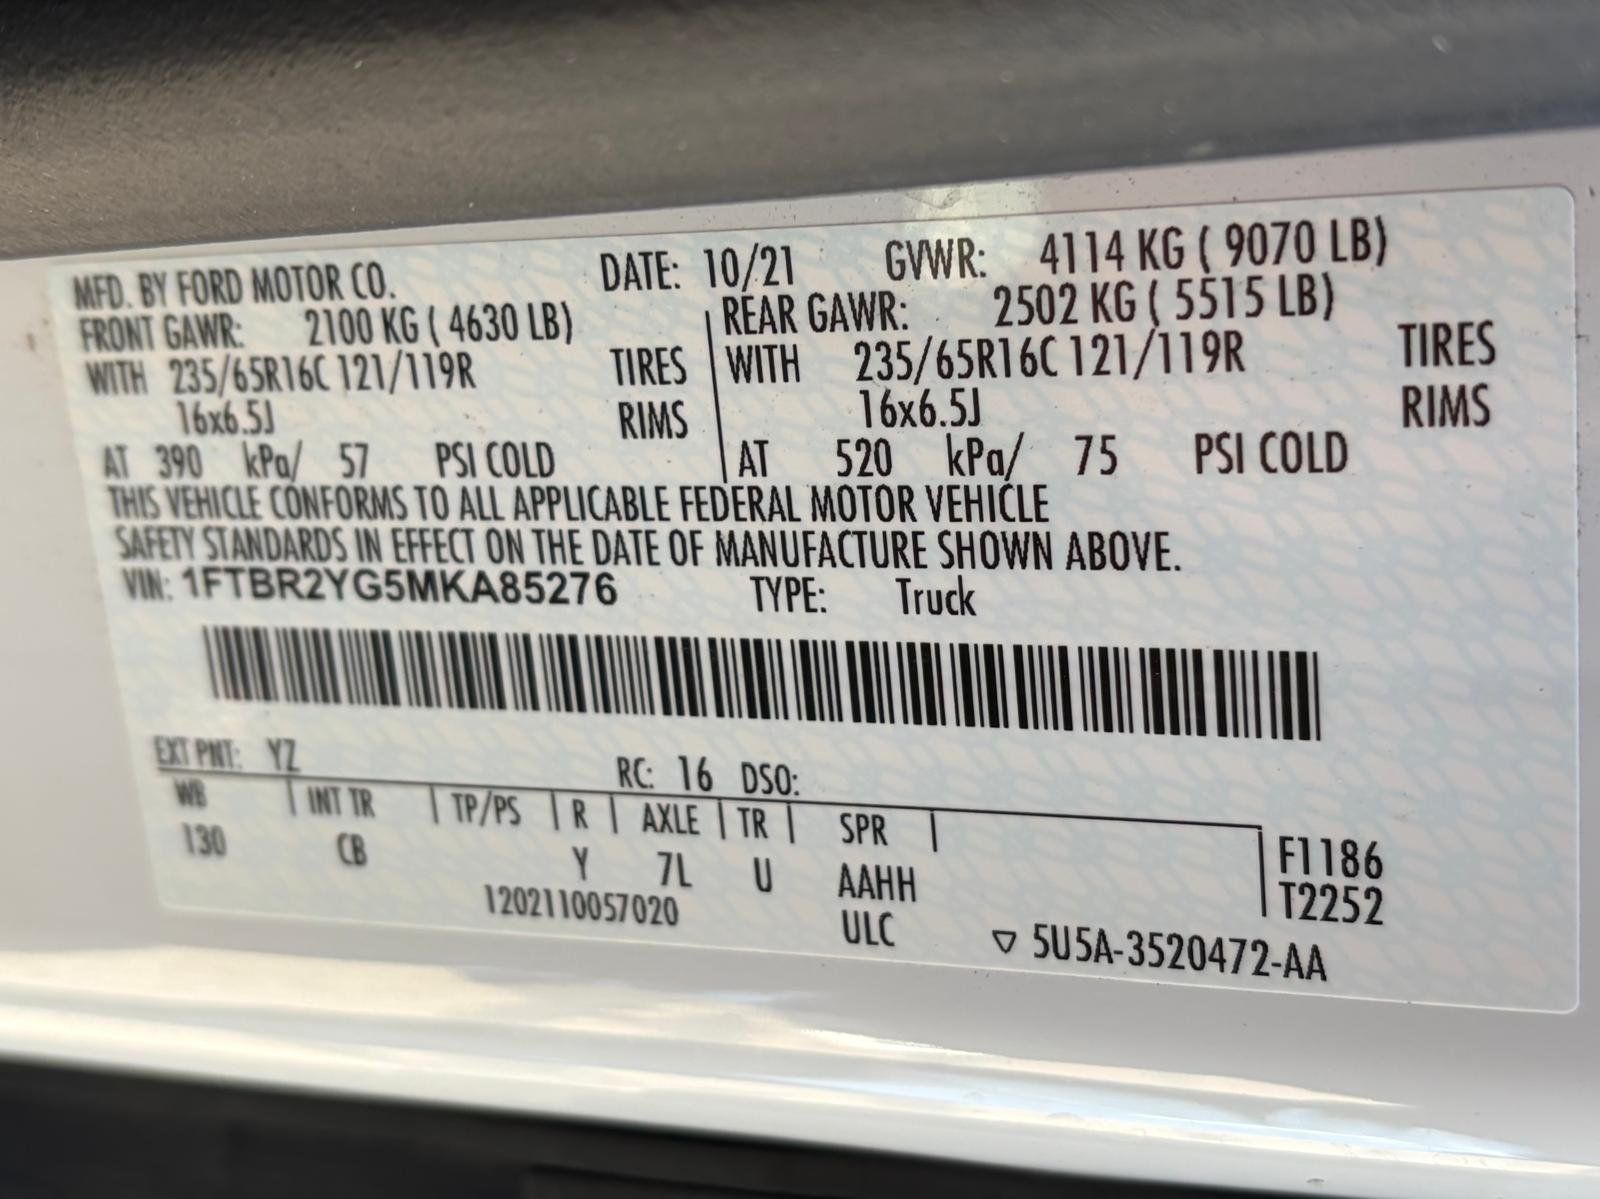 MFD. BY FORD MOTOR CO. DATE: 10/21 GVWR: 4114 KG ( 9070 LB)
FRONT GAWR: 2100 KG ( 4630 LB) REAR GAWR: 2502 KG ( 5515 LB)
WITH 235/65R16C 121/119R TIRES WITH 235/65R16C 121/119R TIRES
16x6.5J RIMS 16x6.5J RIMS
AT 390 kPa/ 57 PSI COLD AT 520 kPa/ 75 PSI COLD
THIS VEHICLE CONFORMS TO ALL APPLICABLE FEDERAL MOTOR VEHICLE
SAFETY STANDARDS IN EFFECT ON THE DATE OF MANUFACTURE SHOWN ABOVE.
VIN: 1FTBR2YG5MKA85276 TYPE: Truck
EXT PNT: YZ RC: 16 DSO:
WB INT TR TP/PS R AXLE TR SPR
130 CB Y 7L U AAHH F1186
1202110057020 ULC T2252
▽ 5U5A-3520472-AA